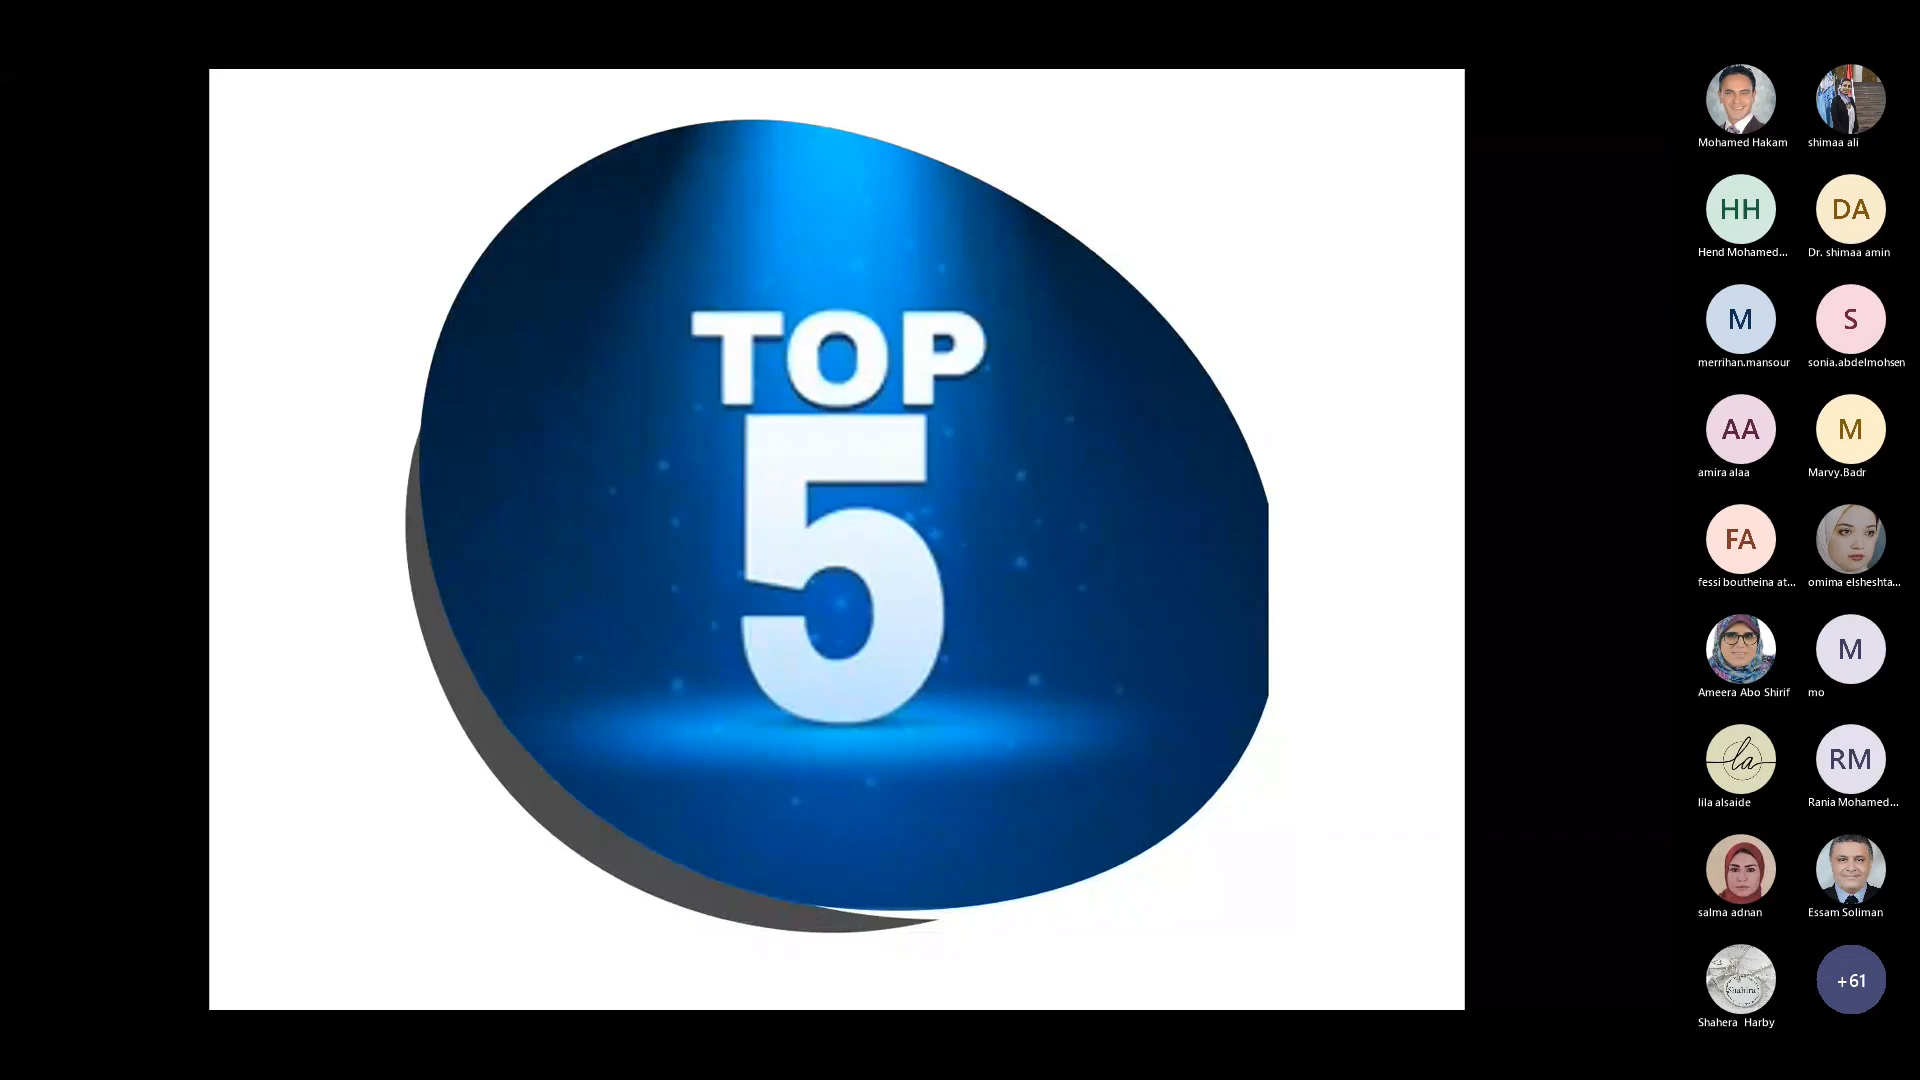 TOP
5
Mohamed Hakam
shimaa ali
HH
DA
Hend Mohamed...
Dr. shimaa amin
M
S
merrihan.mansour
sonia.abdelmohsen
AA
M
amira alaa
Marvy.Badr
FA
fessi boutheina at...
omima elsheshta...
M
Ameera Abo Shirif
mo
la
RM
lila alsaide
Rania Mohamed...
salma adnan
Essam Soliman
Shahira
+61
Shahera Harby